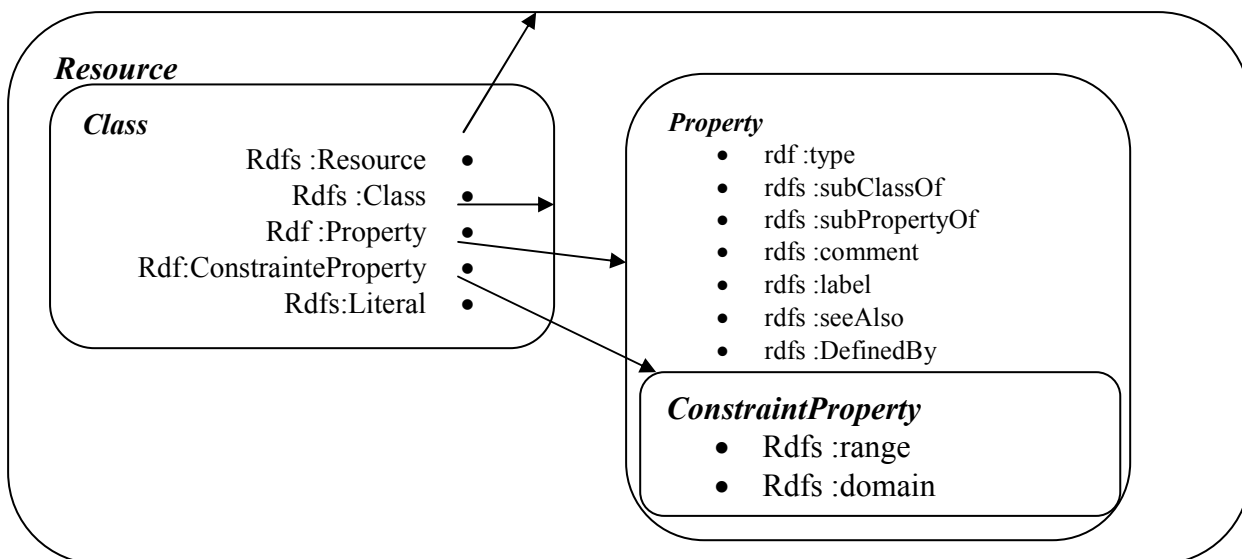 Resource
Class
Rdfs :Resource •
Rdfs :Class •
Rdf :Property •
Rdf:ConstrainteProperty •
Rdfs:Literal •
Property
• rdf :type
• rdfs :subClassOf
• rdfs :subPropertyOf
• rdfs :comment
• rdfs :label
• rdfs :seeAlso
• rdfs :DefinedBy
ConstraintProperty
• Rdfs :range
• Rdfs :domain